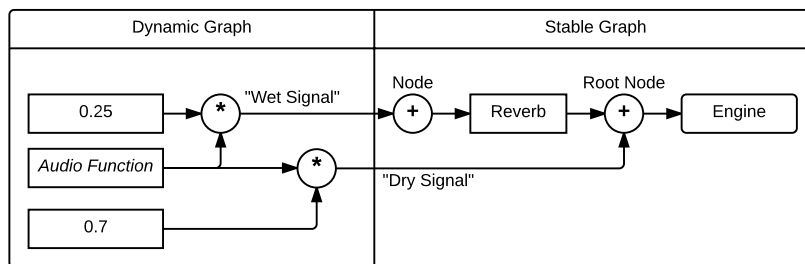 Dynamic Graph
Stable Graph
0.25
*
"Wet Signal"
Node
+
Reverb
Root Node
+
Engine
Audio Function
*
"Dry Signal"
0.7